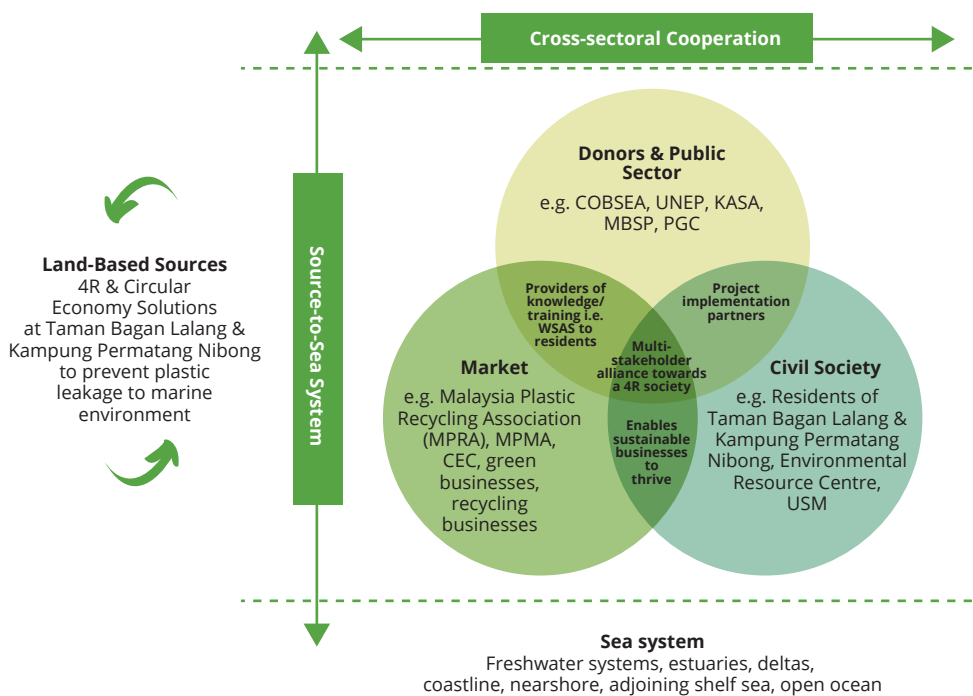 Cross-sectoral Cooperation
Source-to-Sea System
Land-Based Sources
4R & Circular
Economy Solutions
at Taman Bagan Lalang &
Kampung Permatang Nibong
to prevent plastic
leakage to marine
environment
Donors & Public
Sector
e.g. COBSEA, UNEP, KASA,
MBSP, PGC
Providers of
knowledge/
training i.e.
WSAS to
residents
Project
implementation
partners
Multi-
stakeholder
alliance towards
a 4R society
Market
e.g. Malaysia Plastic
Recycling Association
(MPRA), MPMA,
CEC, green
businesses,
recycling
businesses
Enables
sustainable
businesses
to
thrive
Civil Society
e.g. Residents of
Taman Bagan Lalang &
Kampung Permatang
Nibong, Environmental
Resource Centre,
USM
Sea system
Freshwater systems, estuaries, deltas,
coastline, nearshore, adjoining shelf sea, open ocean